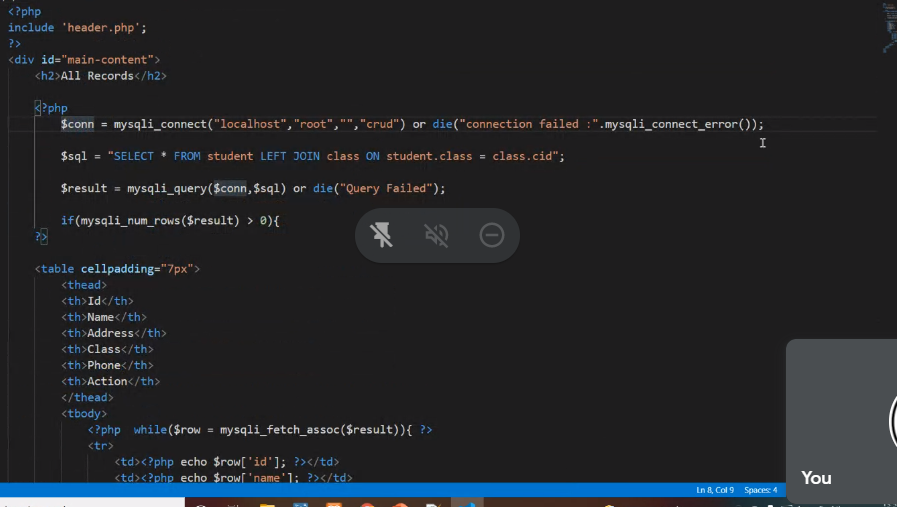 <?php
include 'header.php';
?>
<div id="main-content">
<h2>All Records</h2>
<?php
$conn = mysqli_connect("localhost","root","","crud") or die("connection failed :".mysqli_connect_error());
$sql = "SELECT * FROM student LEFT JOIN class ON student.class = class.cid";
$result = mysqli_query($conn,$sql) or die("Query Failed");
if(mysqli_num_rows($result) > 0){
?>
<table cellpadding="7px">
<thead>
<th>Id</th>
<th>Name</th>
<th>Address</th>
<th>Class</th>
<th>Phone</th>
<th>Action</th>
</thead>
<tbody>
<?php  while($row = mysqli_fetch_assoc($result)){ ?>
<tr>
<td><?php echo $row['id']; ?></td>
<td><?php echo $row['name']; ?></td>
You
Ln 8, Col 9 Spaces: 4